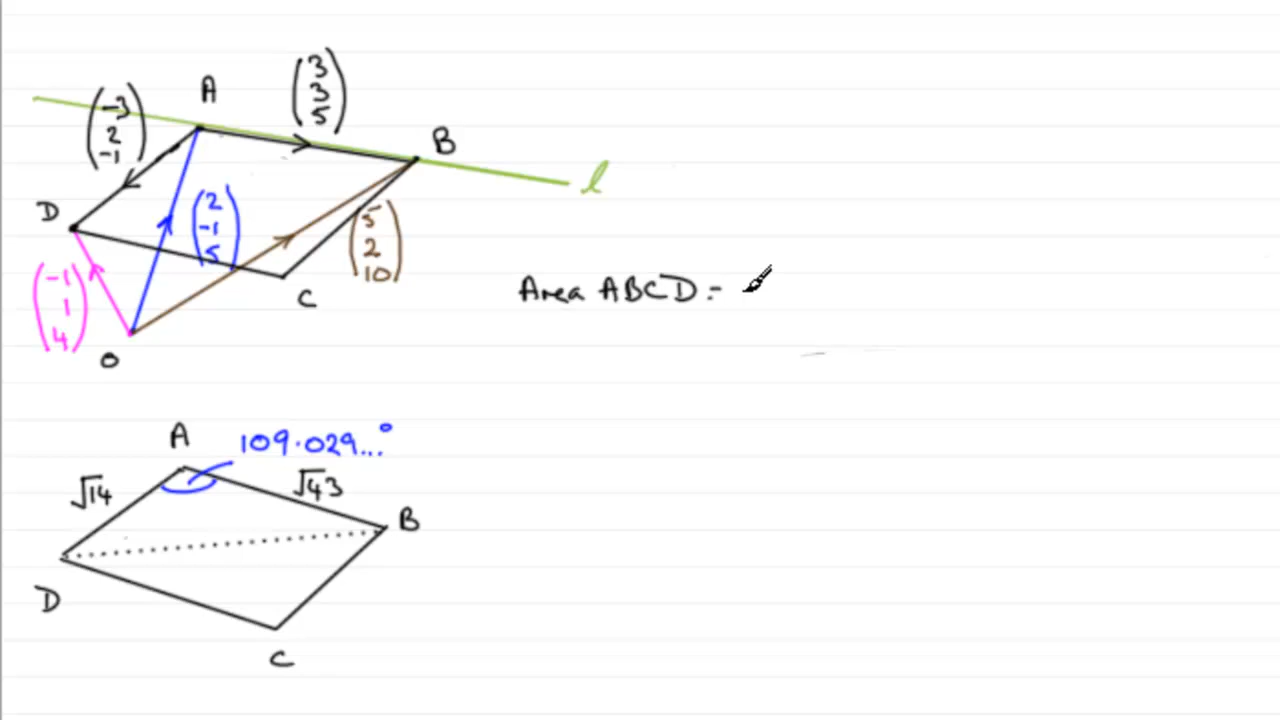 A
(3
3
5)
(-3
2
-1)
B
l
D
(2
-1
5)
(5
2
10)
(-1
1
4)
C
O
Area ABCD =
A
109.029...°
√14
√43
B
D
C